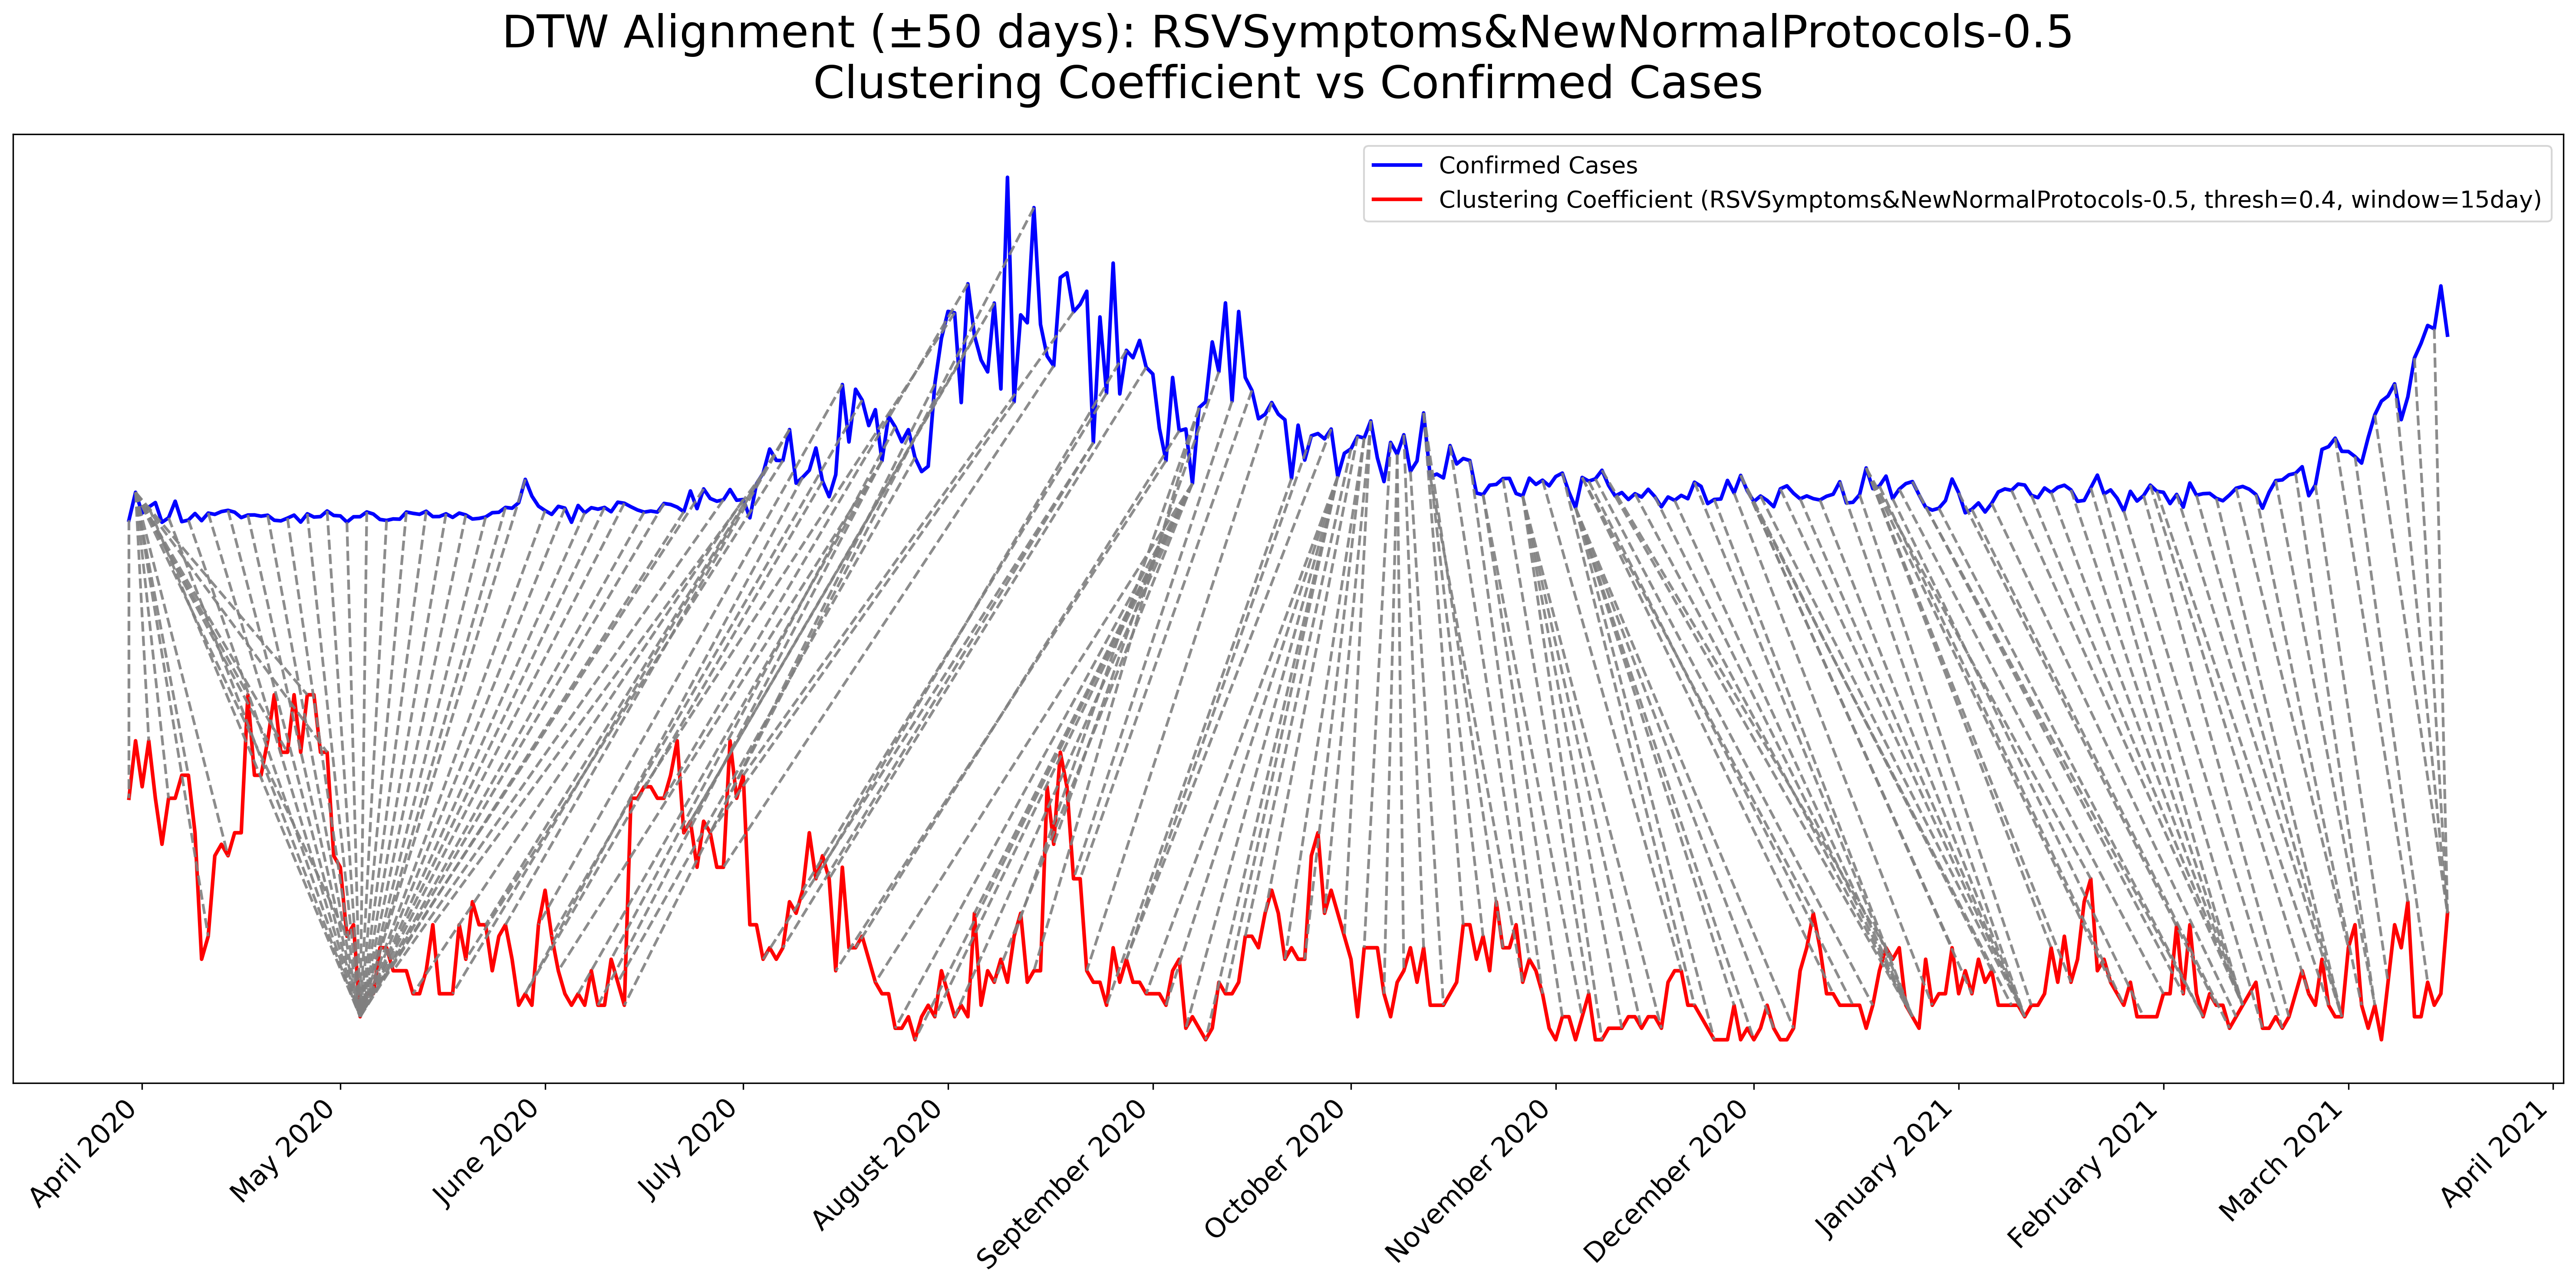 DTW Alignment (±50 days): RSVSymptoms&NewNormalProtocols-0.5
Clustering Coefficient vs Confirmed Cases
Confirmed Cases
Clustering Coefficient (RSVSymptoms&NewNormalProtocols-0.5, thresh=0.4, window=15day)
April 2020
May 2020
June 2020
July 2020
August 2020
September 2020
October 2020
November 2020
December 2020
January 2021
February 2021
March 2021
April 2021